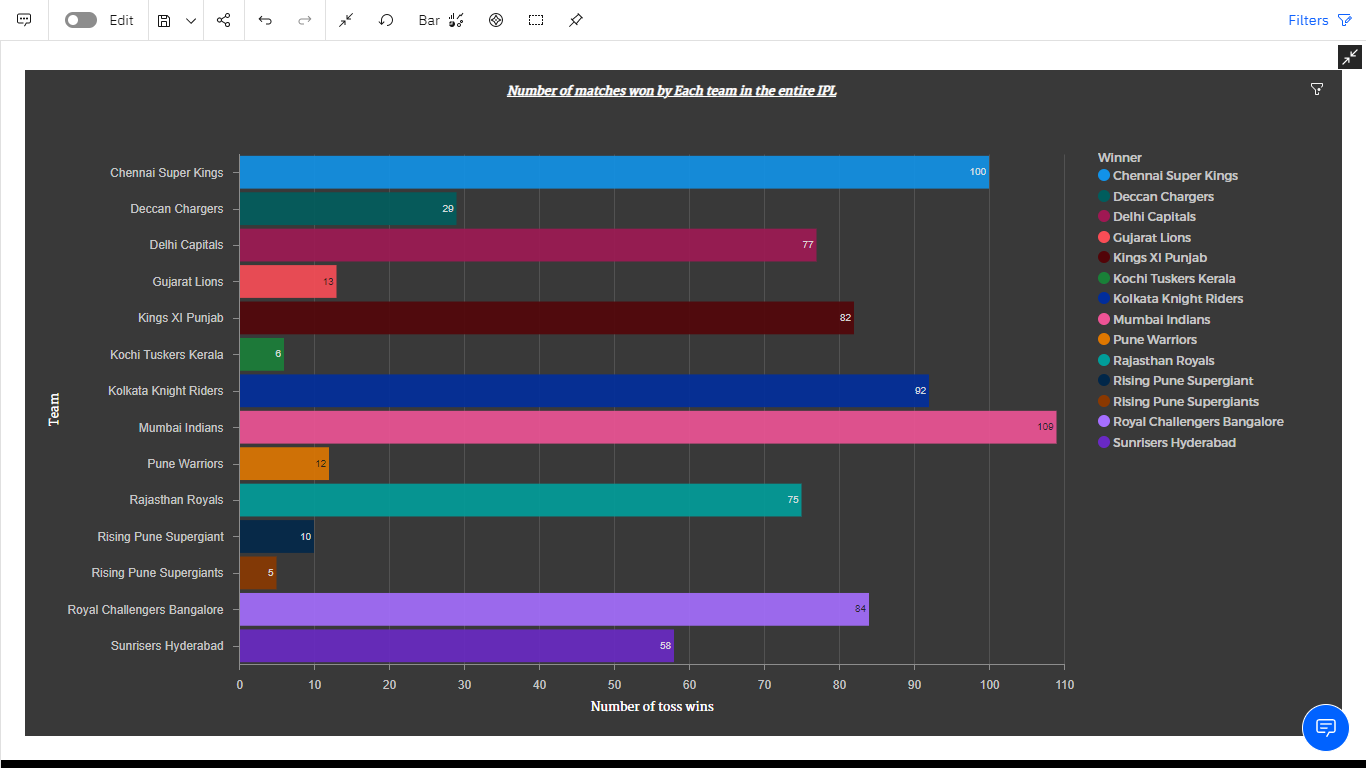 Edit
Bar
Filters
Number of matches won by Each team in the entire IPL
Team
Chennai Super Kings 100
Deccan Chargers 29
Delhi Capitals 77
Gujarat Lions 13
Kings XI Punjab 82
Kochi Tuskers Kerala 6
Kolkata Knight Riders 92
Mumbai Indians 109
Pune Warriors 12
Rajasthan Royals 75
Rising Pune Supergiant 10
Rising Pune Supergiants 5
Royal Challengers Bangalore 84
Sunrisers Hyderabad 58
0 10 20 30 40 50 60 70 80 90 100 110
Number of toss wins
Winner
Chennai Super Kings
Deccan Chargers
Delhi Capitals
Gujarat Lions
Kings XI Punjab
Kochi Tuskers Kerala
Kolkata Knight Riders
Mumbai Indians
Pune Warriors
Rajasthan Royals
Rising Pune Supergiant
Rising Pune Supergiants
Royal Challengers Bangalore
Sunrisers Hyderabad